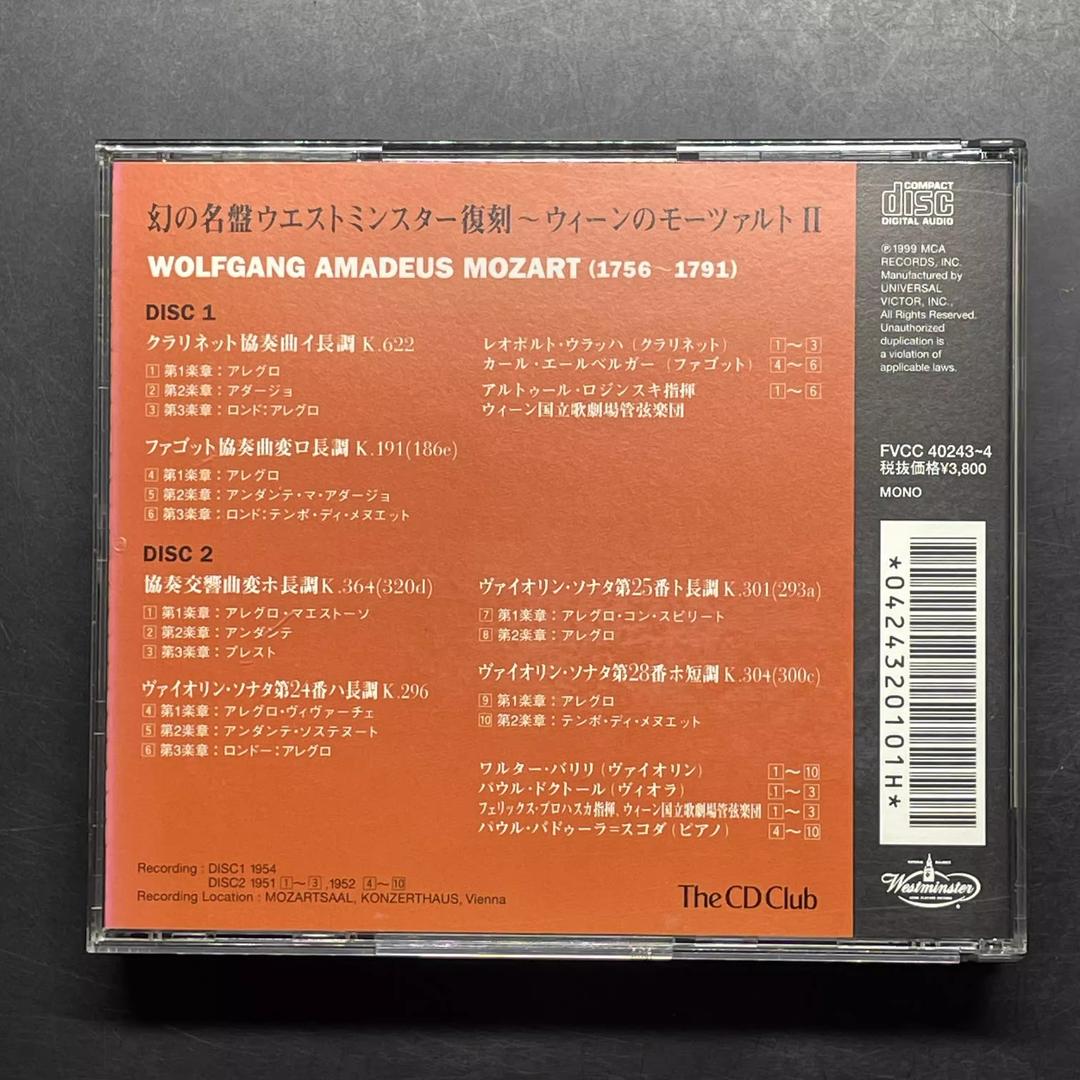 幻の名盤ウエストミンスター復刻～ウィーンのモーツァルト II
WOLFGANG AMADEUS MOZART (1756～1791)
DISC 1
クラリネット協奏曲イ長調 K.622
1 第1楽章：アレグロ
2 第2楽章：アダージョ
3 第3楽章：ロンド：アレグロ
ファゴット協奏曲変ロ長調 K.191(186e)
4 第1楽章：アレグロ
5 第2楽章：アンダンテ・マ・アダージョ
6 第3楽章：ロンド：テンポ・ディ・メヌエット
レオポルト・ウラッハ（クラリネット） 1～3
カール・エールベルガー（ファゴット） 4～6
アルトゥール・ロジンスキ指揮 1～6
ウィーン国立歌劇場管弦楽団
DISC 2
協奏交響曲変ホ長調 K.364(320d)
1 第1楽章：アレグロ・マエストーソ
2 第2楽章：アンダンテ
3 第3楽章：プレスト
ヴァイオリン・ソナタ第24番ハ長調 K.296
4 第1楽章：アレグロ・ヴィヴァーチェ
5 第2楽章：アンダンテ・ソステヌート
6 第3楽章：ロンドー：アレグロ
ヴァイオリン・ソナタ第25番ト長調 K.301(293a)
7 第1楽章：アレグロ・コン・スピリート
8 第2楽章：アレグロ
ヴァイオリン・ソナタ第28番ホ短調 K.304(300c)
9 第1楽章：アレグロ
10 第2楽章：テンポ・ディ・メヌエット
ワルター・バリリ（ヴァイオリン） 1～10
パウル・ドクトール（ヴィオラ） 1～3
フェリックス・プロハスカ指揮、ウィーン国立歌劇場管弦楽団 1～3
パウル・バドゥーラ＝スコダ（ピアノ） 4～10
Recording : DISC1 1954
DISC2 1951 1～3 ,1952 4～10
Recording Location : MOZARTSAAL, KONZERTHAUS, Vienna
The CD Club
COMPACT
disc
DIGITAL AUDIO
Ⓟ1999 MCA
RECORDS, INC.
Manufactured by
UNIVERSAL
VICTOR, INC.,
All Rights Reserved.
Unauthorized
duplication is
a violation of
applicable laws.
FVCC 40243~4
税抜価格¥3,800
MONO
*0424320101H*
Westminster